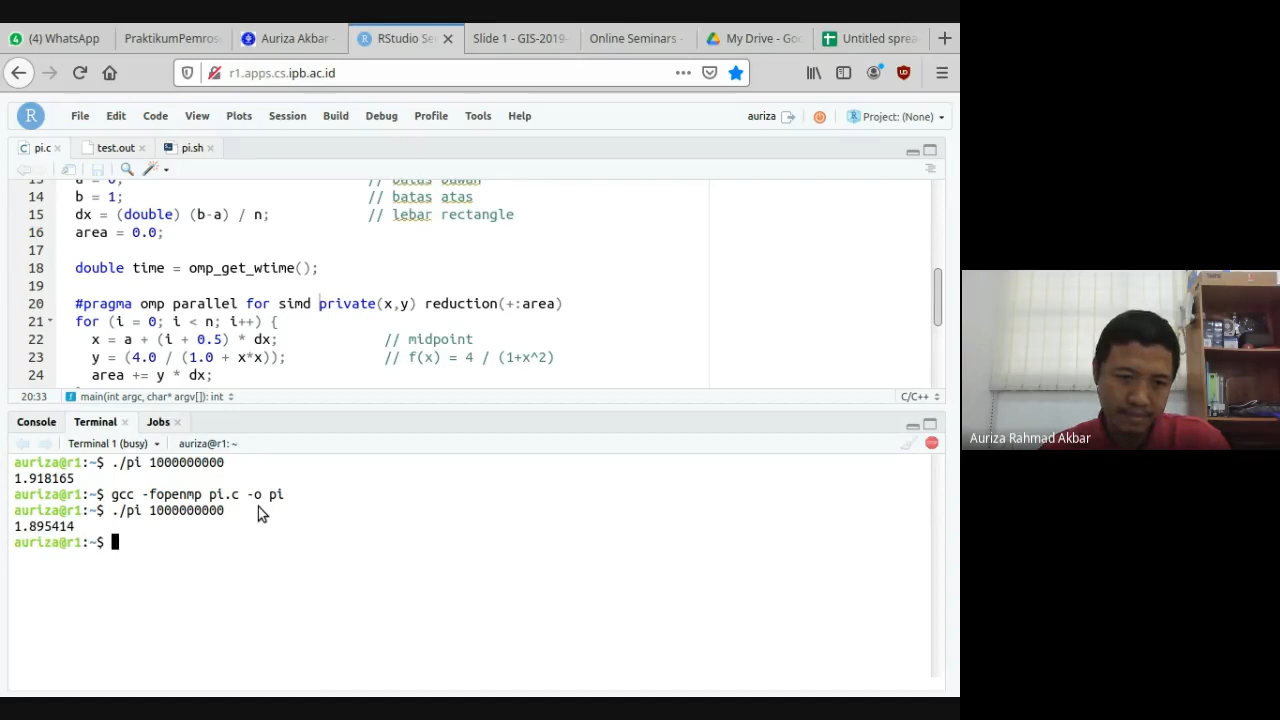 (4) WhatsApp PraktikumPemros Auriza Akbar - RStudio Se Slide 1 - GIS-2019- Online Seminars - My Drive - Goo Untitled sprea
r1.apps.cs.ipb.ac.id
File Edit Code View Plots Session Build Debug Profile Tools Help auriza Project: (None)
pi.c test.out pi.sh
14 b = 1; // batas atas
15 dx = (double) (b-a) / n; // lebar rectangle
16 area = 0.0;
17
18 double time = omp_get_wtime();
19
20 #pragma omp parallel for simd private(x,y) reduction(+:area)
21 for (i = 0; i < n; i++) {
22 x = a + (i + 0.5) * dx; // midpoint
23 y = (4.0 / (1.0 + x*x)); // f(x) = 4 / (1+x^2)
24 area += y * dx;
20:33 main(int argc, char* argv[]): int C/C++
Console Terminal Jobs
Terminal 1 (busy) auriza@r1: ~
auriza@r1:~$ ./pi 1000000000
1.918165
auriza@r1:~$ gcc -fopenmp pi.c -o pi
auriza@r1:~$ ./pi 1000000000
1.895414
auriza@r1:~$
Auriza Rahmad Akbar